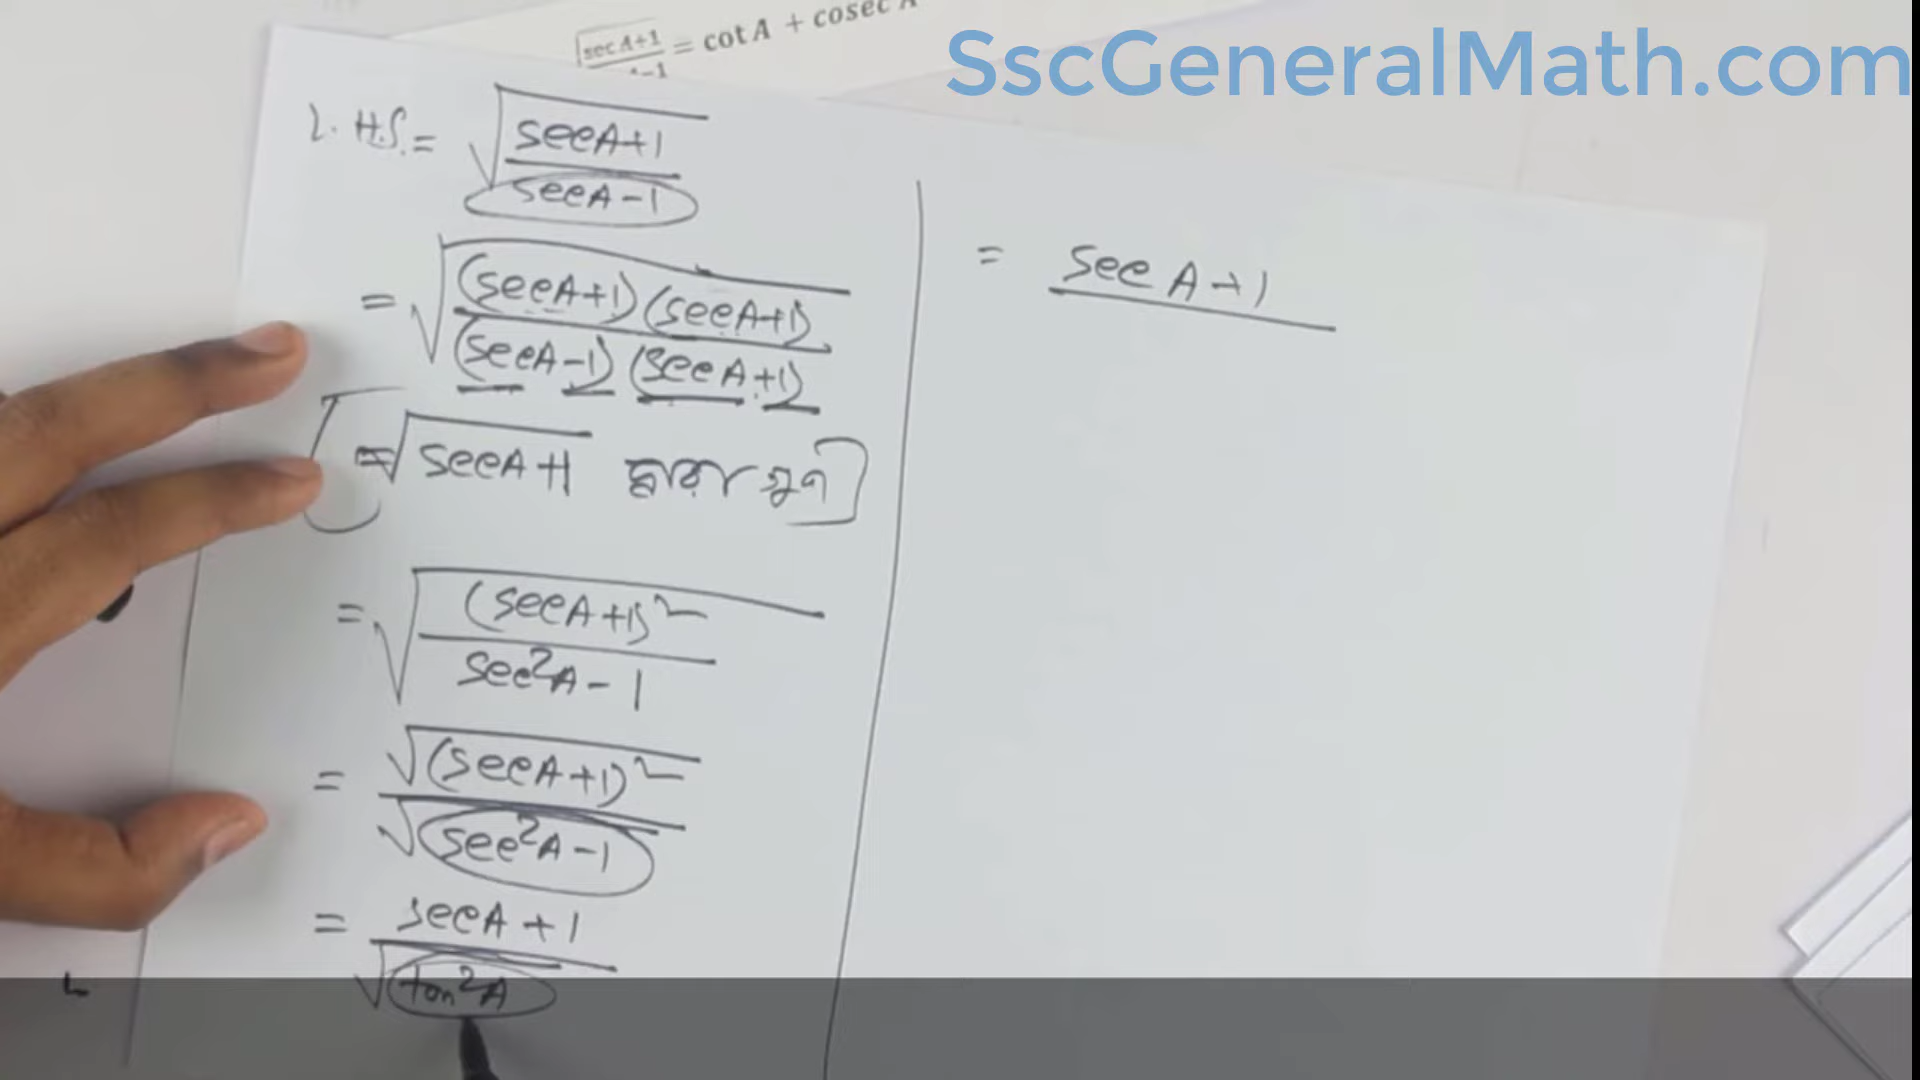 √(sec A+1)/( -1) = cot A + cosec A
SscGeneralMath.com
L.H.S. = √(secA+1)/(secA-1)
= √((secA+1)(secA+1))/((secA-1)(secA+1))
= √secA+1 দ্বারা গুন]
= √(secA+1)²/(sec²A-1)
= √(secA+1)²/√(sec²A-1)
= (secA+1)/√(tan²A)
= sec A+1